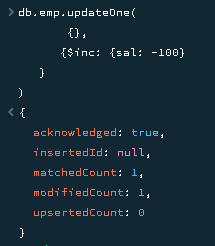 > db.emp.updateOne(
{},
{$inc: {sal: -100}
}
)
< {
acknowledged: true,
insertedId: null,
matchedCount: 1,
modifiedCount: 1,
upsertedCount: 0
}